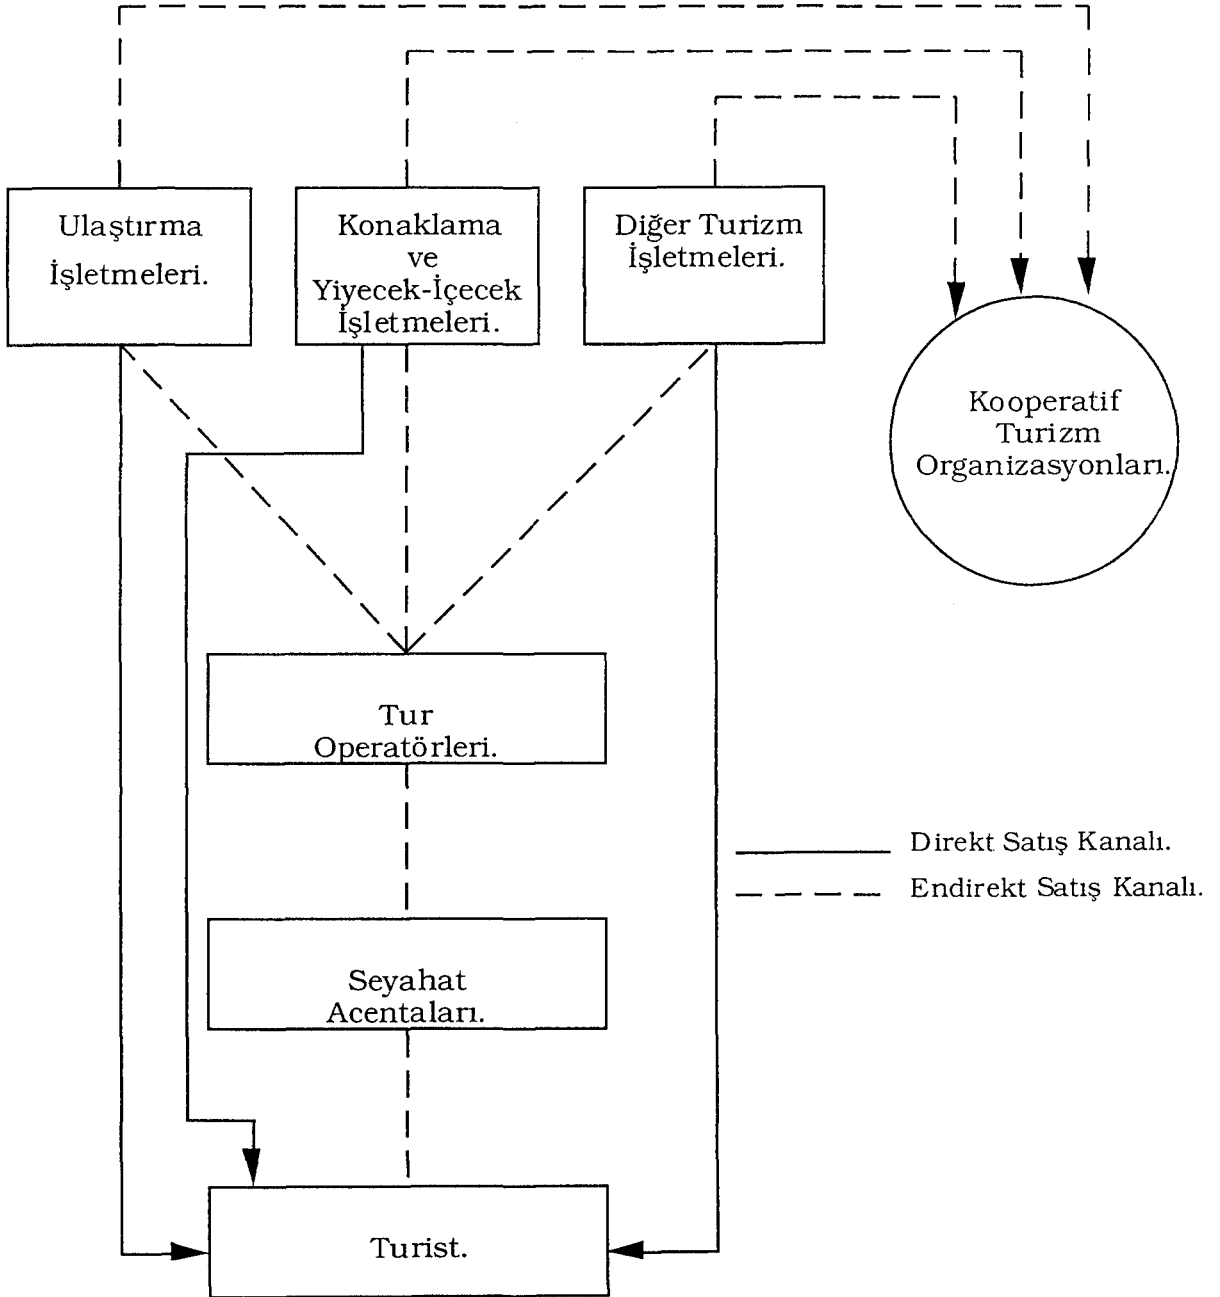 Ulaştırma
İşletmeleri.
Konaklama
ve
Yiyecek-İçecek
İşletmeleri.
Diğer Turizm
İşletmeleri.
Kooperatif
Turizm
Organizasyonları.
Tur
Operatörleri.
Direkt Satış Kanalı.
Endirekt Satış Kanalı.
Seyahat
Acentaları.
Turist.